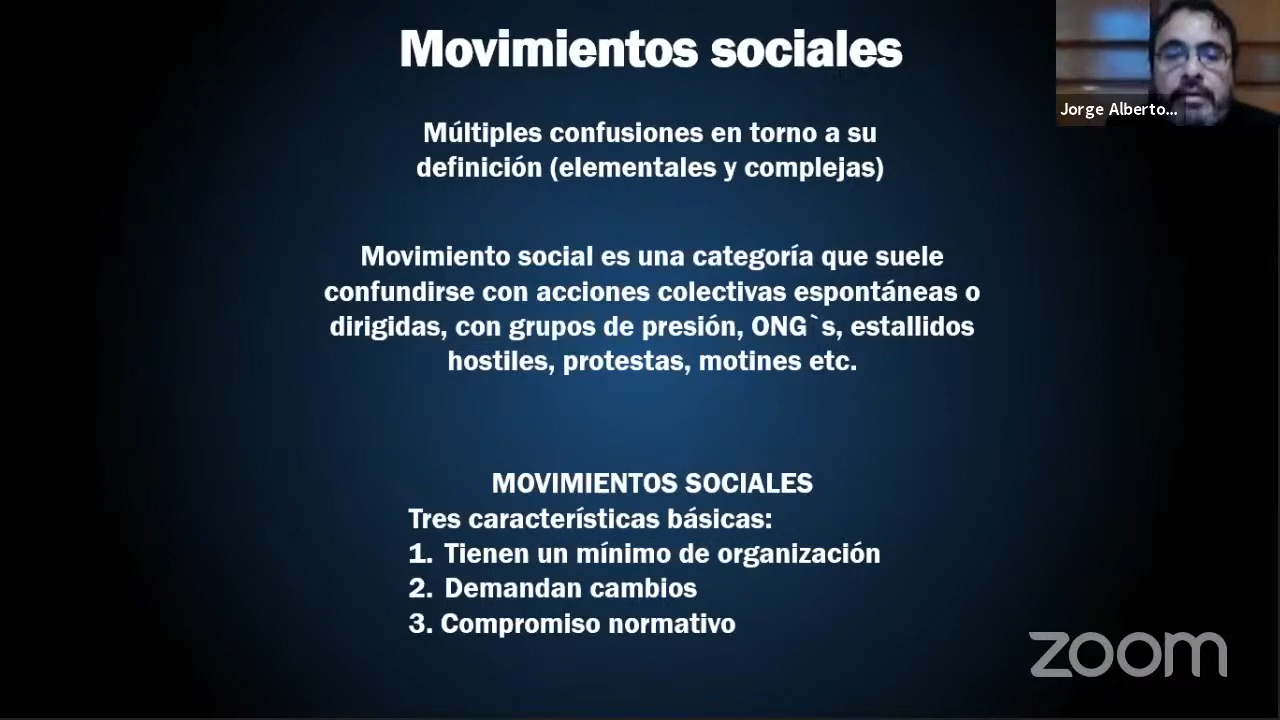 Movimientos sociales
Jorge Alberto...
Múltiples confusiones en torno a su
definición (elementales y complejas)
Movimiento social es una categoría que suele
confundirse con acciones colectivas espontáneas o
dirigidas, con grupos de presión, ONG`s, estallidos
hostiles, protestas, motines etc.
MOVIMIENTOS SOCIALES
Tres características básicas:
1. Tienen un mínimo de organización
2. Demandan cambios
3. Compromiso normativo
zoom